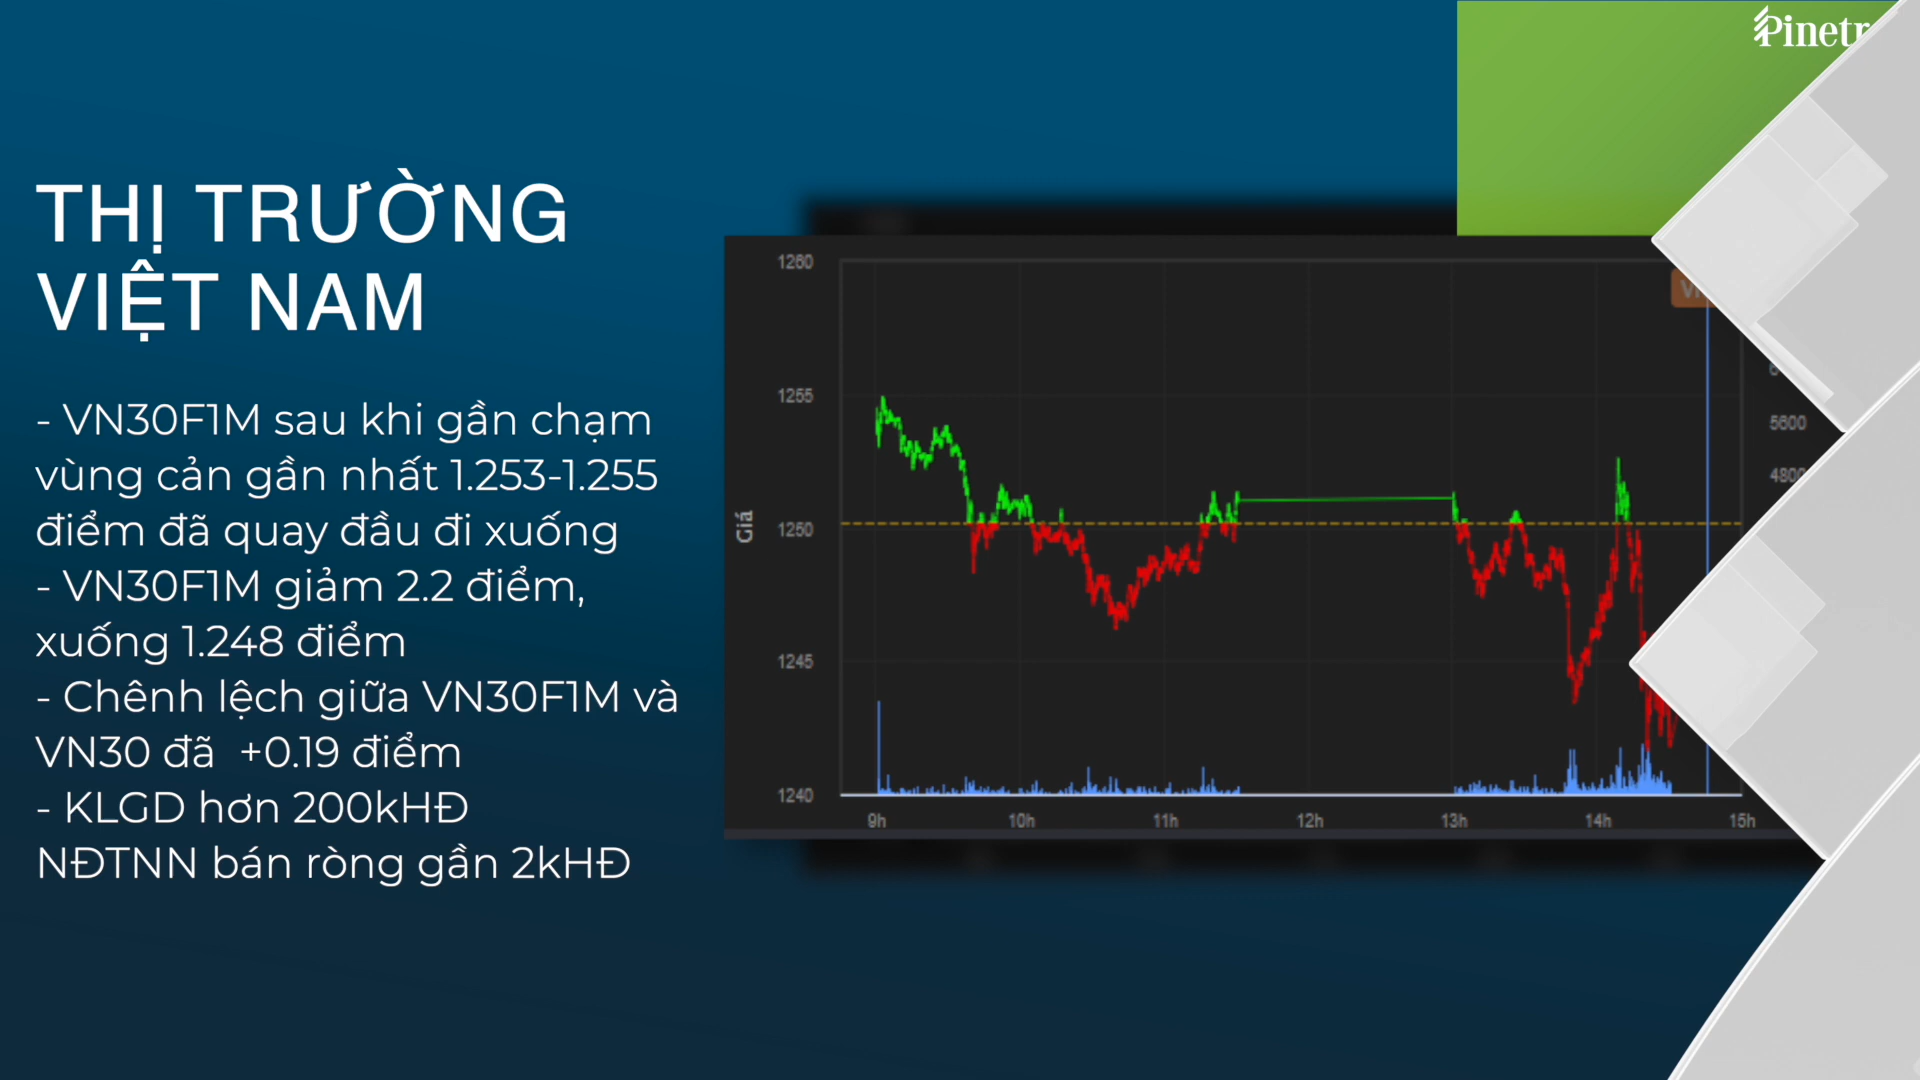 Pinetr
THỊ TRƯỜNG
VIỆT NAM
- VN30F1M sau khi gần chạm
vùng cản gần nhất 1.253-1.255
điểm đã quay đầu đi xuống
- VN30F1M giảm 2.2 điểm,
xuống 1.248 điểm
- Chênh lệch giữa VN30F1M và
VN30 đã  +0.19 điểm
- KLGD hơn 200kHĐ
NĐTNN bán ròng gần 2kHĐ
1260
1255
1250
1245
1240
Giá
5600
4800
9h 10h 11h 12h 13h 14h 15h